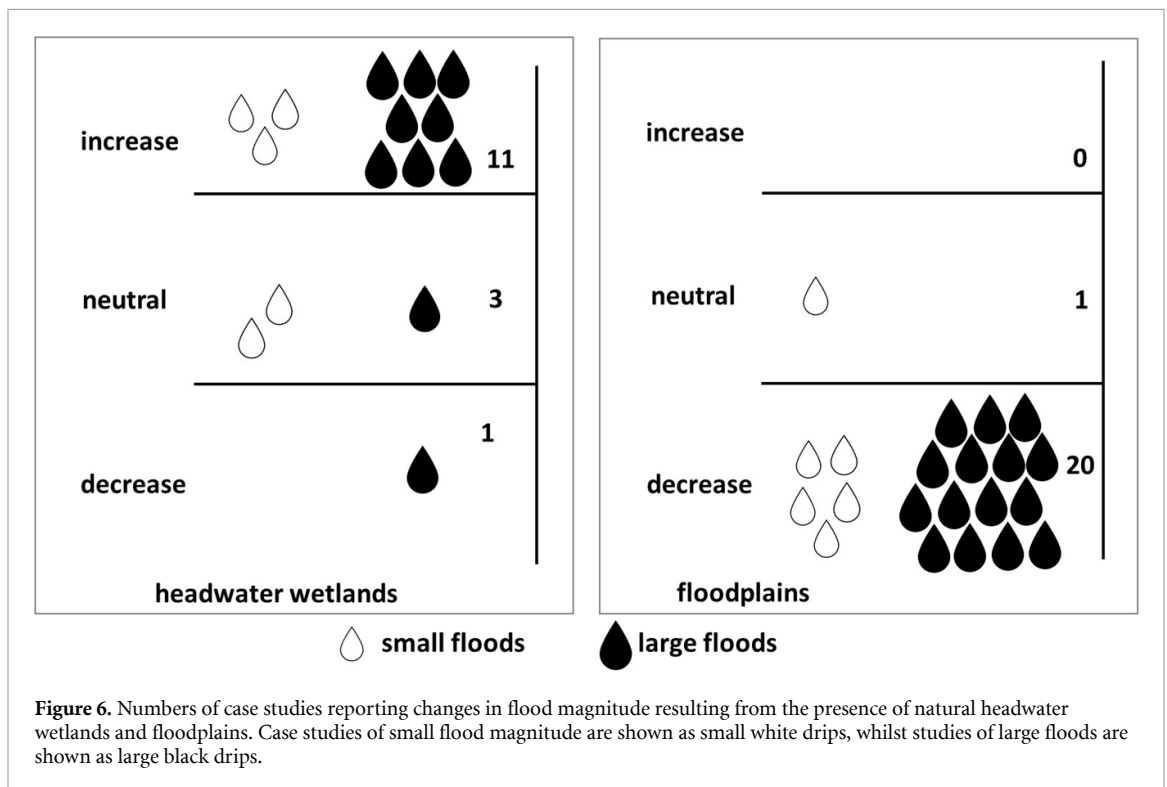 increase
11
neutral
3
1
decrease
headwater wetlands
increase
0
neutral
1
decrease
20
floodplains
small floods
large floods
Figure 6. Numbers of case studies reporting changes in flood magnitude resulting from the presence of natural headwater
wetlands and floodplains. Case studies of small flood magnitude are shown as small white drips, whilst studies of large floods are
shown as large black drips.